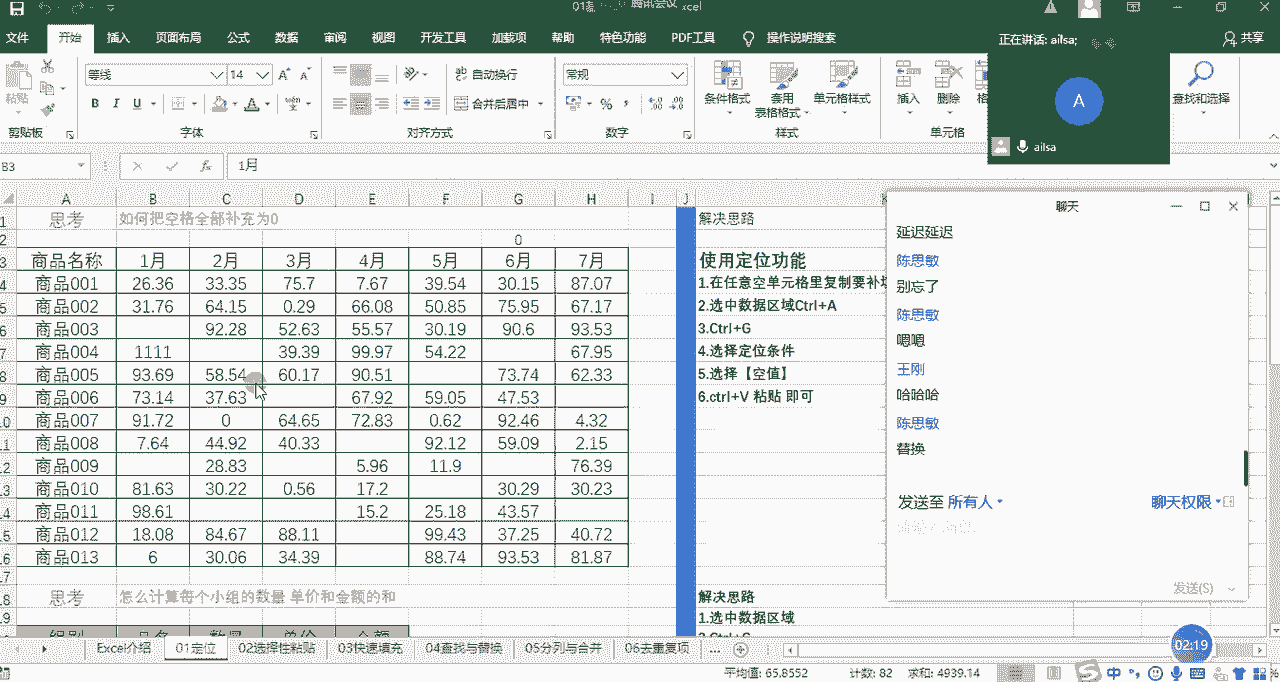 腾讯会议
文件 开始 插入 页面布局 公式 数据 审阅 视图 开发工具 加载项 帮助 特色功能 PDF工具 操作说明搜索 共享
正在讲话: ailsa;
A
ailsa
粘贴 等线 14 B I U 自动换行 合并后居中 常规 % 条件格式 套用 表格格式 单元格样式 插入 删除 查找和选择
剪贴板 字体 对齐方式 数字 样式 单元格
B3 fx 1月
A B C D E F G H I J
思考 如何把空格全部补充为0 解决思路
0
商品名称 1月 2月 3月 4月 5月 6月 7月 使用定位功能
商品001 26.36 33.35 75.7 7.67 39.54 30.15 87.07 1.在任意空单元格里复制要补
商品002 31.76 64.15 0.29 66.08 50.85 75.95 67.17 2.选中数据区域Ctrl+A
商品003 92.28 52.63 55.57 30.19 90.6 93.53 3.Ctrl+G
商品004 1111 39.39 99.97 54.22 67.95 4.选择定位条件
商品005 93.69 58.54 60.17 90.51 73.74 62.33 5.选择【空值】
商品006 73.14 37.63 67.92 59.05 47.53 6.ctrl+V 粘贴 即可
商品007 91.72 0 64.65 72.83 0.62 92.46 4.32
商品008 7.64 44.92 40.33 92.12 59.09 2.15
商品009 28.83 5.96 11.9 76.39
商品010 81.63 30.22 0.56 17.2 30.29 30.23
商品011 98.61 15.2 25.18 43.57
商品012 18.08 84.67 88.11 99.43 37.25 40.72
商品013 6 30.06 34.39 88.74 93.53 81.87
思考 怎么计算每个小组的数量 单价和金额的和 解决思路
1.选中数据区域
聊天
延迟延迟
陈思敏
别忘了
陈思敏
嗯嗯
王刚
哈哈哈
陈思敏
替换
发送至 所有人 聊天权限
发送(S)
Excel介绍 01定位 02选择性粘贴 03快速填充 04查找与替换 05分列与合并 06去重复项 ...
02:19
平均值: 65.8552 计数: 82 求和: 4939.14 中